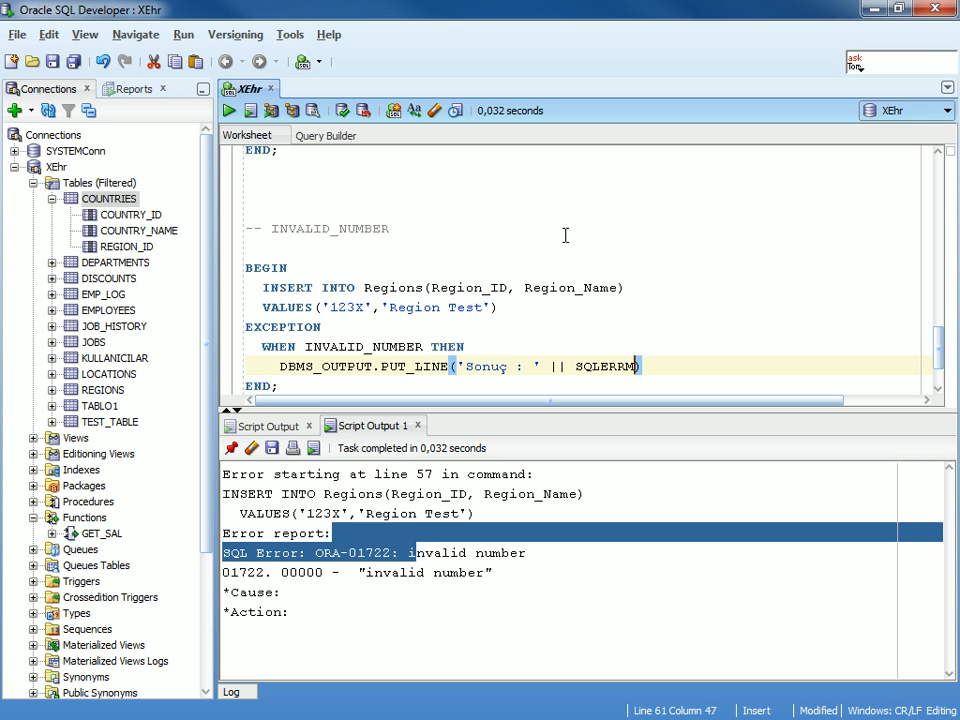 Oracle SQL Developer : XEhr
File Edit View Navigate Run Versioning Tools Help
ask
Tom
Connections Reports XEhr
0,032 seconds XEhr
Worksheet Query Builder
Connections
SYSTEMConn
XEhr
Tables (Filtered)
COUNTRIES
COUNTRY_ID
COUNTRY_NAME
REGION_ID
DEPARTMENTS
DISCOUNTS
EMP_LOG
EMPLOYEES
JOB_HISTORY
JOBS
KULLANICILAR
LOCATIONS
REGIONS
TABLO1
TEST_TABLE
Views
Editioning Views
Indexes
Packages
Procedures
Functions
GET_SAL
Queues
Queues Tables
Triggers
Crossedition Triggers
Types
Sequences
Materialized Views
Materialized Views Logs
Synonyms
Public Synonyms
END;
-- INVALID_NUMBER
BEGIN
INSERT INTO Regions(Region_ID, Region_Name)
VALUES('123X','Region Test')
EXCEPTION
WHEN INVALID_NUMBER THEN
DBMS_OUTPUT.PUT_LINE('Sonuç : ' || SQLERRM)
END;
Script Output Script Output 1
Task completed in 0,032 seconds
Error starting at line 57 in command:
INSERT INTO Regions(Region_ID, Region_Name)
VALUES('123X','Region Test')
Error report:
SQL Error: ORA-01722: invalid number
01722. 00000 - "invalid number"
*Cause:
*Action:
Log
Line 61 Column 47 Insert Modified Windows: CR/LF Editing